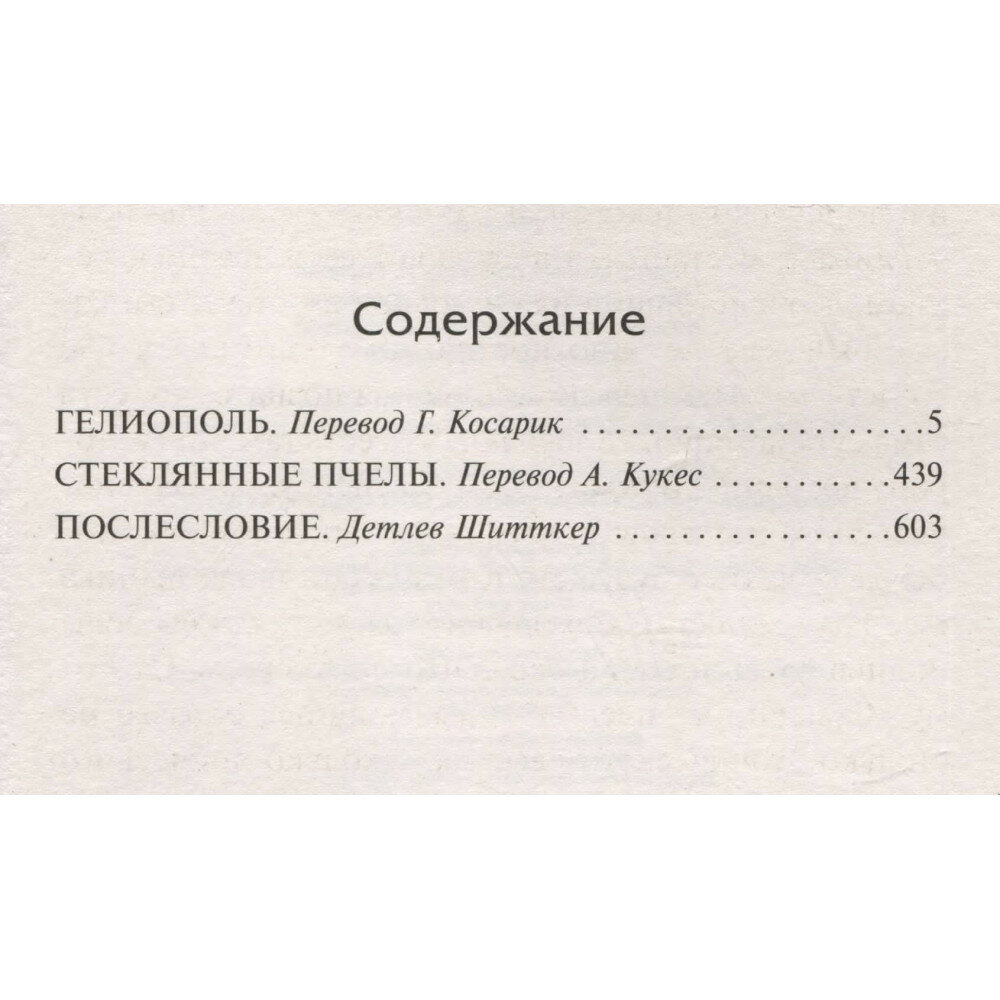 Содержание
ГЕЛИОПОЛЬ. Перевод Г. Косарик . . . . . . . . . . . . . . . . . . . . . 5
СТЕКЛЯННЫЕ ПЧЕЛЫ. Перевод А. Кукес . . . . . . . . . . . 439
ПОСЛЕСЛОВИЕ. Детлев Шитткер . . . . . . . . . . . . . . . . . 603